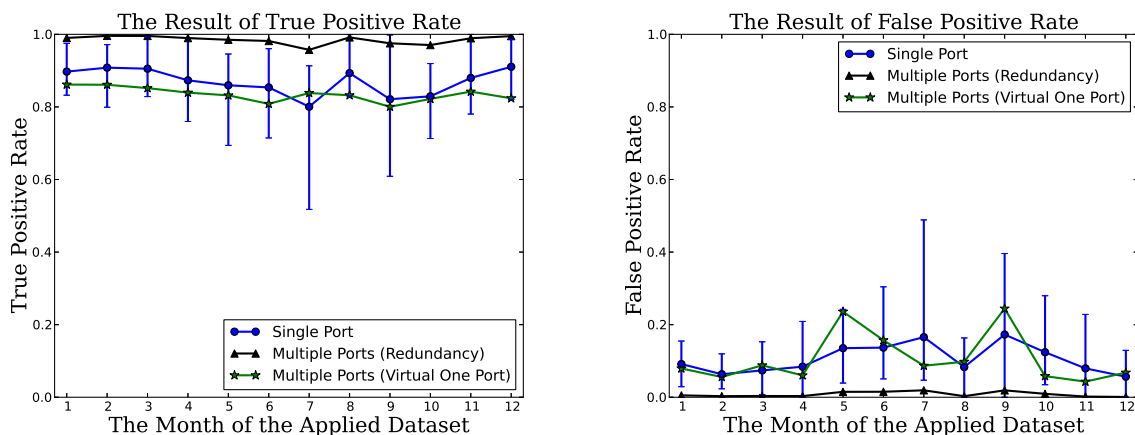 The Result of True Positive Rate
1.0
0.8
0.6
0.4
0.2
0.0
True Positive Rate
Single Port
Multiple Ports (Redundancy)
Multiple Ports (Virtual One Port)
1 2 3 4 5 6 7 8 9 10 11 12
The Month of the Applied Dataset
The Result of False Positive Rate
1.0
0.8
0.6
0.4
0.2
0.0
False Positive Rate
Single Port
Multiple Ports (Redundancy)
Multiple Ports (Virtual One Port)
1 2 3 4 5 6 7 8 9 10 11 12
The Month of the Applied Dataset